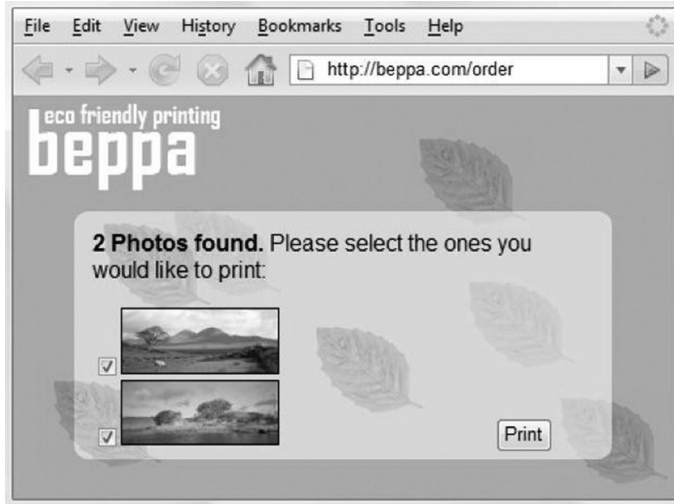 File Edit View History Bookmarks Tools Help
http://beppa.com/order
eco friendly printing
beppa
2 Photos found. Please select the ones you
would like to print:
Print